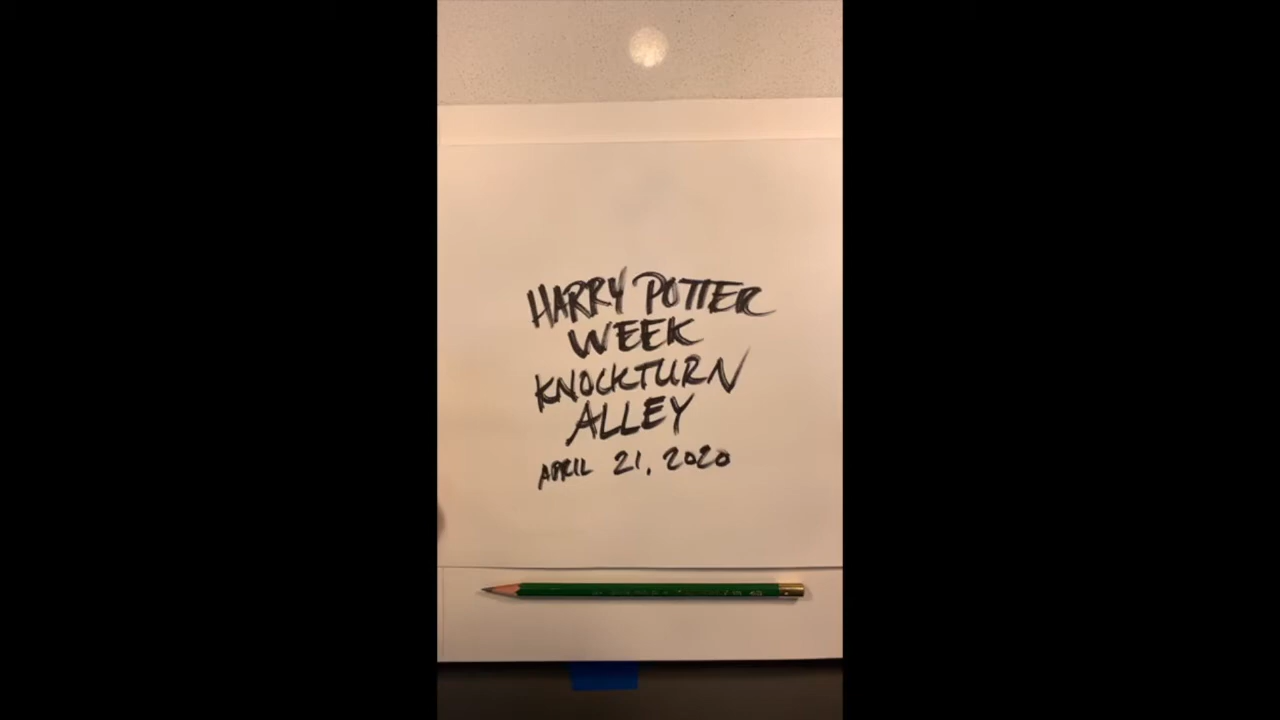 HARRY POTTER
WEEK
KNOCKTURN
ALLEY
APRIL 21, 2020